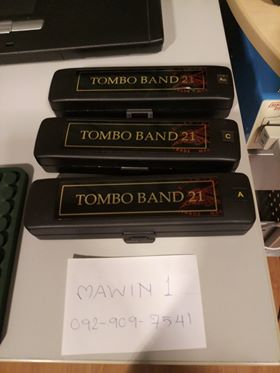 TOMBO BAND 21
TOMBO BAND 21 C
TOMBO BAND 21 A
MAWIN 1
092-909-7541